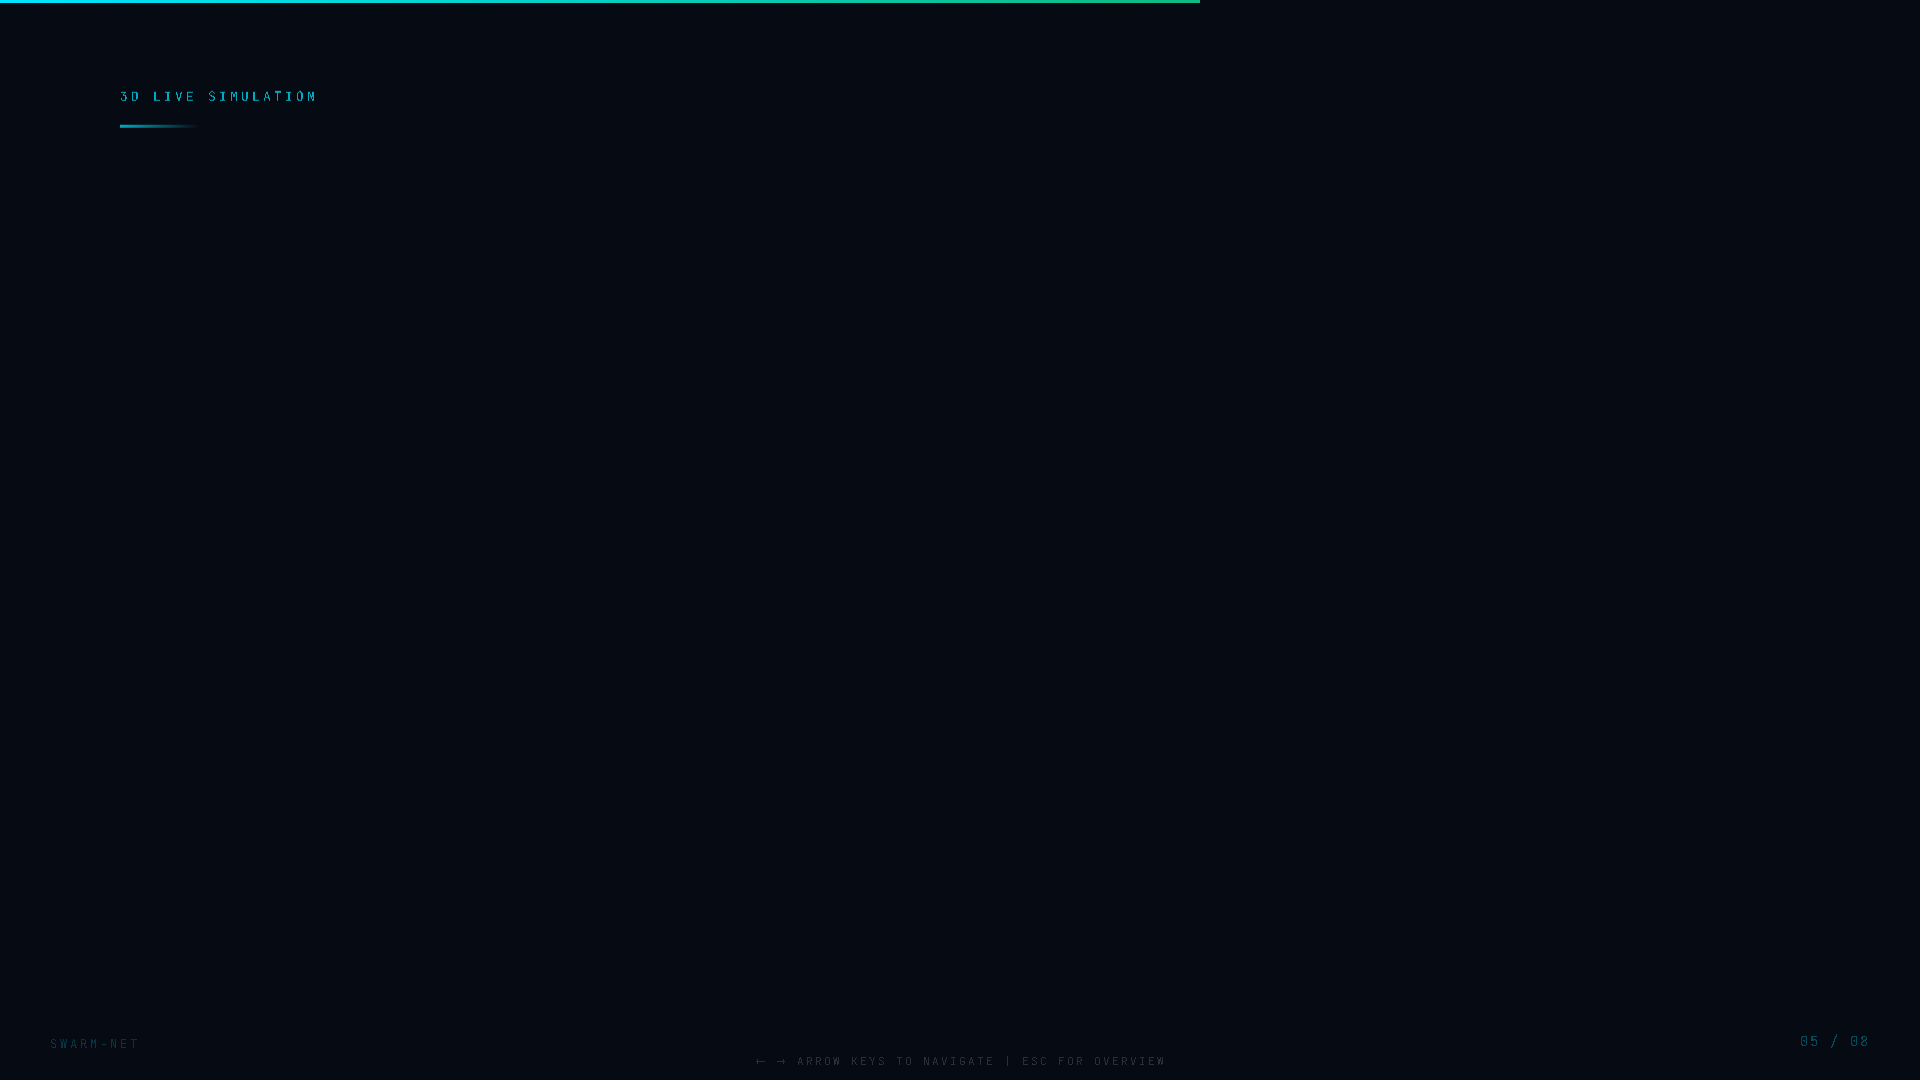 3D LIVE SIMULATION
SWARM-NET
← → ARROW KEYS TO NAVIGATE | ESC FOR OVERVIEW
05 / 08